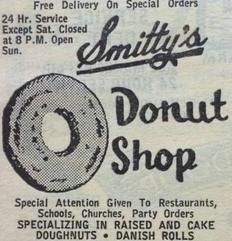 Free Delivery On Special Orders
24 Hr. Service
Except Sat. Closed
at 8 P.M. Open
Sun.
Smitty's
Donut
Shop
Special Attention Given To Restaurants,
Schools, Churches, Party Orders
SPECIALIZING IN RAISED AND CAKE
DOUGHNUTS • DANISH ROLLS